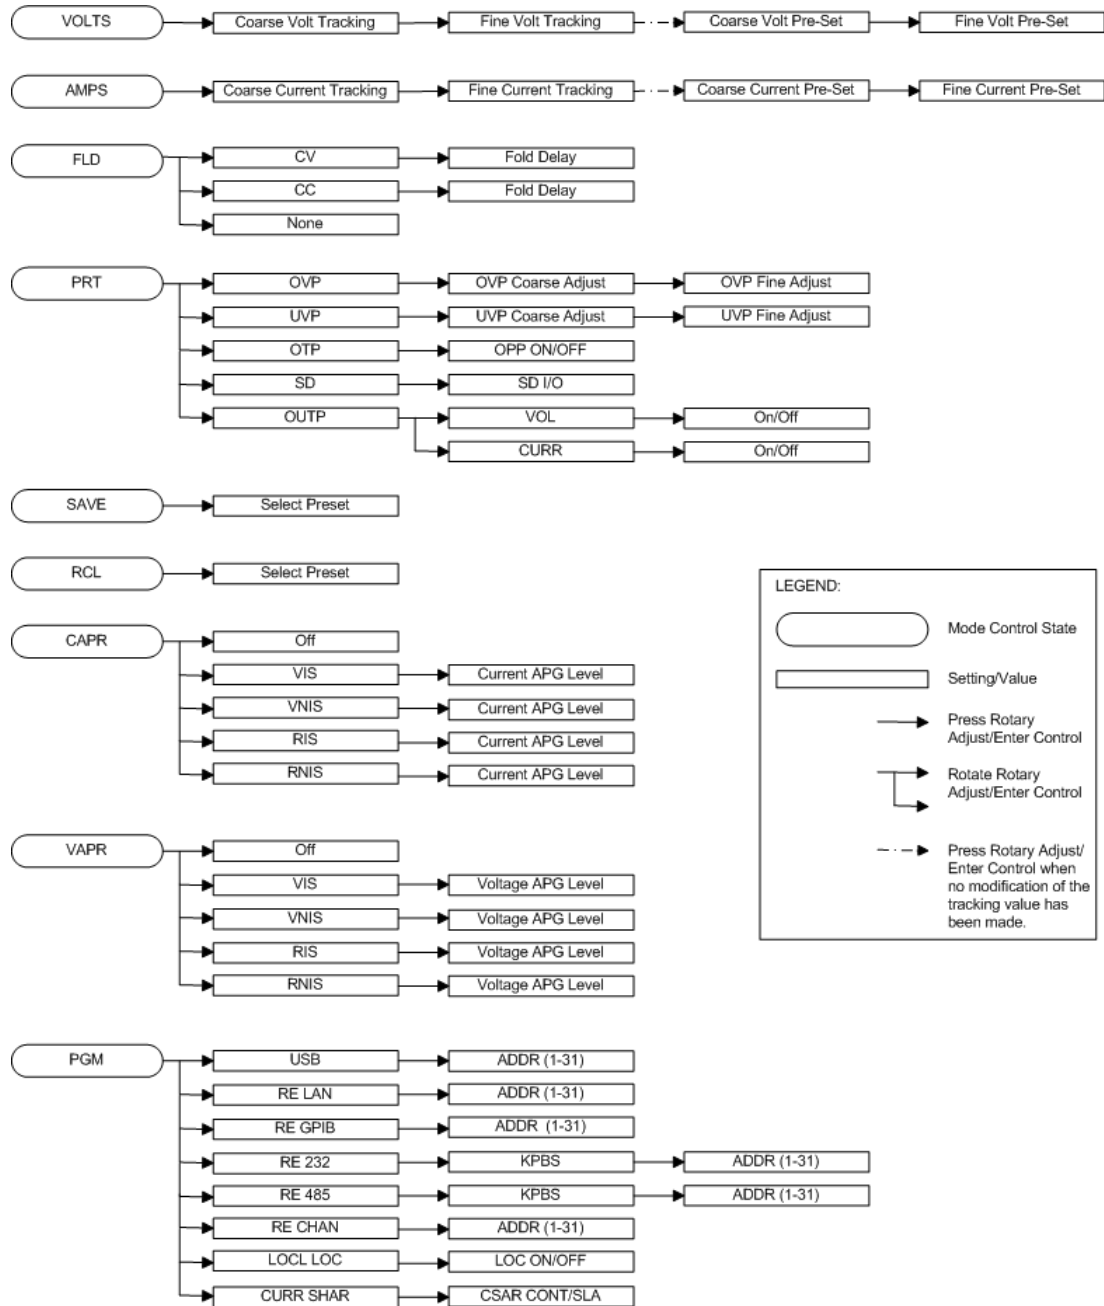 VOLTS Coarse Volt Tracking Fine Volt Tracking Coarse Volt Pre-Set Fine Volt Pre-Set
AMPS Coarse Current Tracking Fine Current Tracking Coarse Current Pre-Set Fine Current Pre-Set
FLD CV Fold Delay
CC Fold Delay
None
PRT OVP OVP Coarse Adjust OVP Fine Adjust
UVP UVP Coarse Adjust UVP Fine Adjust
OTP OPP ON/OFF
SD SD I/O
OUTP VOL On/Off
CURR On/Off
SAVE Select Preset
RCL Select Preset
CAPR Off
VIS Current APG Level
VNIS Current APG Level
RIS Current APG Level
RNIS Current APG Level
VAPR Off
VIS Voltage APG Level
VNIS Voltage APG Level
RIS Voltage APG Level
RNIS Voltage APG Level
PGM USB ADDR (1-31)
RE LAN ADDR (1-31)
RE GPIB ADDR (1-31)
RE 232 KPBS ADDR (1-31)
RE 485 KPBS ADDR (1-31)
RE CHAN ADDR (1-31)
LOCL LOC LOC ON/OFF
CURR SHAR CSAR CONT/SLA
LEGEND:
Mode Control State
Setting/Value
Press Rotary
Adjust/Enter Control
Rotate Rotary
Adjust/Enter Control
Press Rotary Adjust/
Enter Control when
no modification of the
tracking value has
been made.